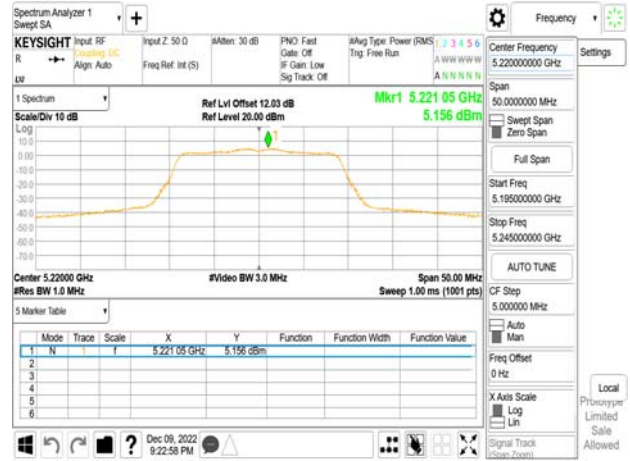 Spectrum Analyzer 1
Swept SA
+
Frequency
KEYSIGHT
R
Input: RF
Coupling: DC
Align: Auto
Input Z: 50 Ω
Freq Ref: Int (S)
#Atten: 30 dB
PNO: Fast
Gate: Off
IF Gain: Low
Sig Track: Off
#Avg Type: Power (RMS
Trig: Free Run
1 2 3 4 5 6
A W W W W W
A N N N N N
Center Frequency
5.220000000 GHz
Settings
Span
50.0000000 MHz
Swept Span
Zero Span
Full Span
Start Freq
5.195000000 GHz
Stop Freq
5.245000000 GHz
AUTO TUNE
CF Step
5.000000 MHz
Auto
Man
Freq Offset
0 Hz
X Axis Scale
Log
Lin
Signal Track
(Span Zoom)
Local
Prototype
Limited
Sale
Allowed
1 Spectrum
Scale/Div 10 dB
Ref Lvl Offset 12.03 dB
Ref Level 20.00 dBm
Mkr1 5.221 05 GHz
5.156 dBm
Log
10.0
0.00
-10.0
-20.0
-30.0
-40.0
-50.0
-60.0
-70.0
1
Center 5.22000 GHz
#Res BW 1.0 MHz
#Video BW 3.0 MHz
Span 50.00 MHz
Sweep 1.00 ms (1001 pts)
5 Marker Table
Mode Trace Scale X Y Function Function Width Function Value
1 N 1 f 5.221 05 GHz 5.156 dBm
2
3
4
5
6
?
Dec 09, 2022
9:22:58 PM